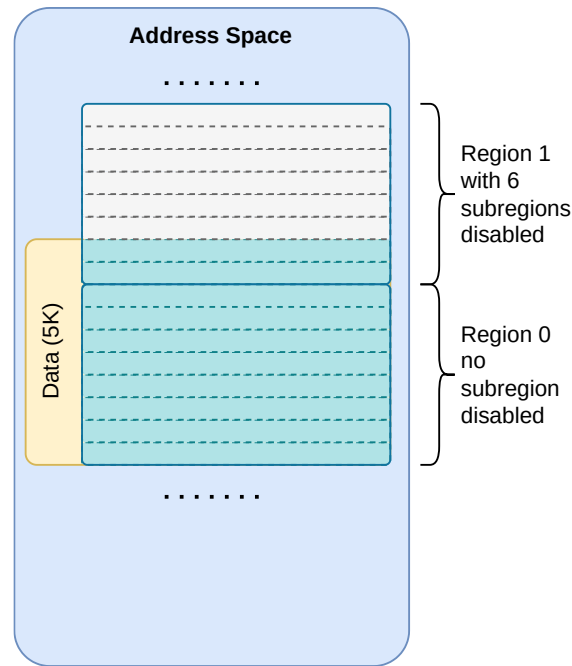 Address Space
. . . . . . .
Region 1
with 6
subregions
disabled
Data (5K)
Region 0
no
subregion
disabled
. . . . . . .